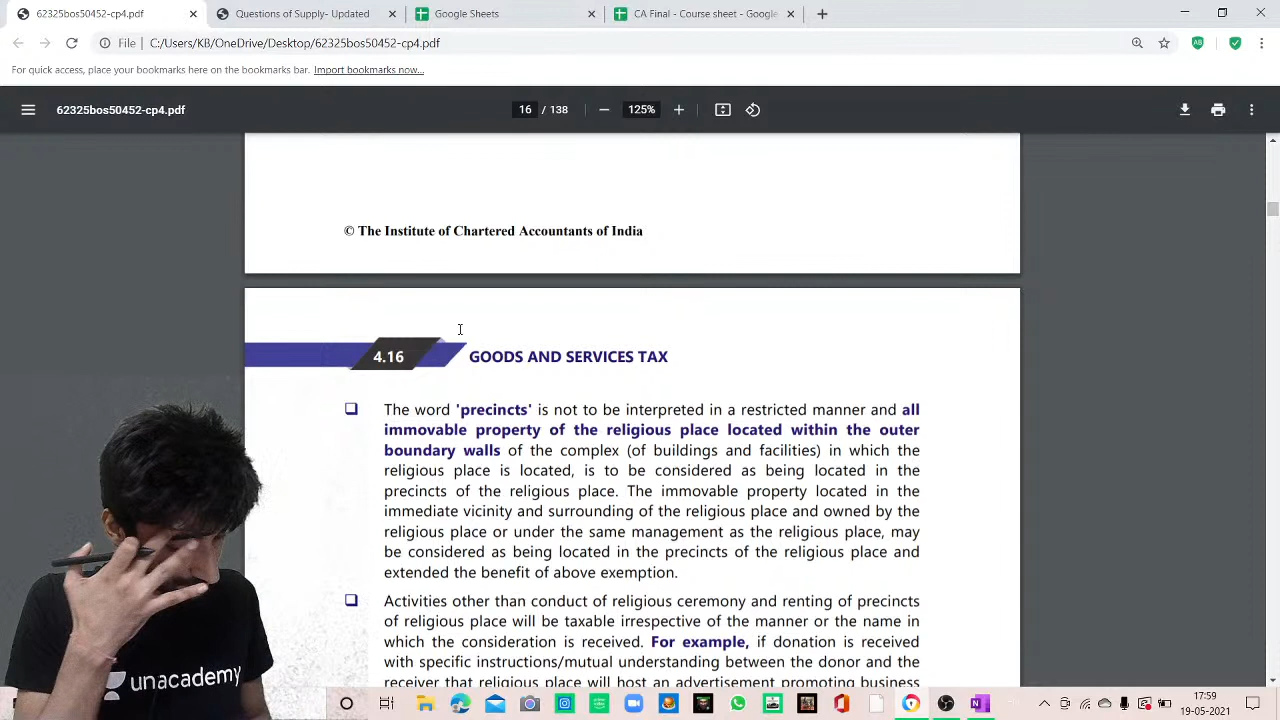 62325bos50452-cp4.pdf
Questions of Supply- Updated
Google Sheets
CA Final - Course sheet - Google
File | C:/Users/KB/OneDrive/Desktop/62325bos50452-cp4.pdf
For quick access, place your bookmarks here on the bookmarks bar. Import bookmarks now...
62325bos50452-cp4.pdf
16 / 138
125%
© The Institute of Chartered Accountants of India
4.16 GOODS AND SERVICES TAX
The word 'precincts' is not to be interpreted in a restricted manner and all
immovable property of the religious place located within the outer
boundary walls of the complex (of buildings and facilities) in which the
religious place is located, is to be considered as being located in the
precincts of the religious place. The immovable property located in the
immediate vicinity and surrounding of the religious place and owned by the
religious place or under the same management as the religious place, may
be considered as being located in the precincts of the religious place and
extended the benefit of above exemption.
Activities other than conduct of religious ceremony and renting of precincts
of religious place will be taxable irrespective of the manner or the name in
which the consideration is received. For example, if donation is received
with specific instructions/mutual understanding between the donor and the
receiver that religious place will host an advertisement promoting business
unacademy
17:59
19-05-2021